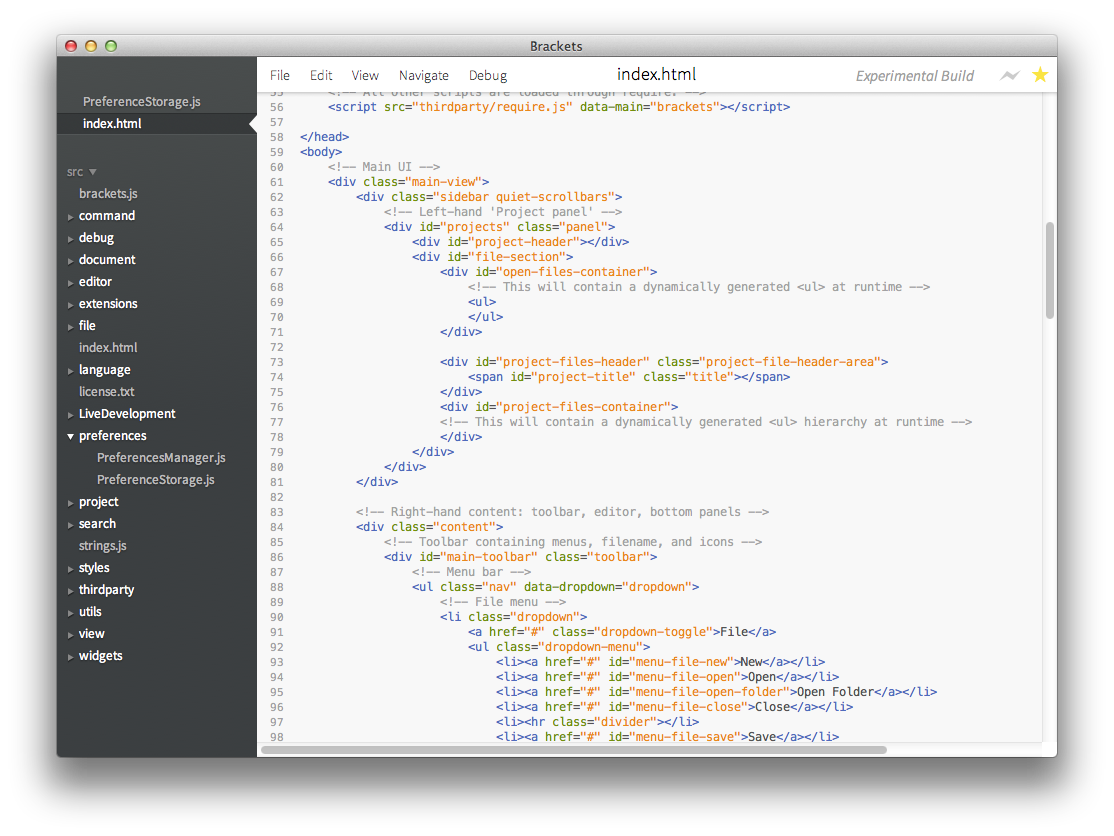 Brackets
File Edit View Navigate Debug
index.html
Experimental Build
PreferenceStorage.js
index.html
src
brackets.js
command
debug
document
editor
extensions
file
index.html
language
license.txt
LiveDevelopment
preferences
PreferencesManager.js
PreferenceStorage.js
project
search
strings.js
styles
thirdparty
utils
view
widgets
55 <!-- All other scripts are loaded through require. -->
56 <script src="thirdparty/require.js" data-main="brackets"></script>
57
58 </head>
59 <body>
60 <!-- Main UI -->
61 <div class="main-view">
62 <div class="sidebar quiet-scrollbars">
63 <!-- Left-hand 'Project panel' -->
64 <div id="projects" class="panel">
65 <div id="project-header"></div>
66 <div id="file-section">
67 <div id="open-files-container">
68 <!-- This will contain a dynamically generated <ul> at runtime -->
69 <ul>
70 </ul>
71 </div>
72
73 <div id="project-files-header" class="project-file-header-area">
74 <span id="project-title" class="title"></span>
75 </div>
76 <div id="project-files-container">
77 <!-- This will contain a dynamically generated <ul> hierarchy at runtime -->
78 </div>
79 </div>
80 </div>
81 </div>
82
83 <!-- Right-hand content: toolbar, editor, bottom panels -->
84 <div class="content">
85 <!-- Toolbar containing menus, filename, and icons -->
86 <div id="main-toolbar" class="toolbar">
87 <!-- Menu bar -->
88 <ul class="nav" data-dropdown="dropdown">
89 <!-- File menu -->
90 <li class="dropdown">
91 <a href="#" class="dropdown-toggle">File</a>
92 <ul class="dropdown-menu">
93 <li><a href="#" id="menu-file-new">New</a></li>
94 <li><a href="#" id="menu-file-open">Open</a></li>
95 <li><a href="#" id="menu-file-open-folder">Open Folder</a></li>
96 <li><a href="#" id="menu-file-close">Close</a></li>
97 <li><hr class="divider"></li>
98 <li><a href="#" id="menu-file-save">Save</a></li>